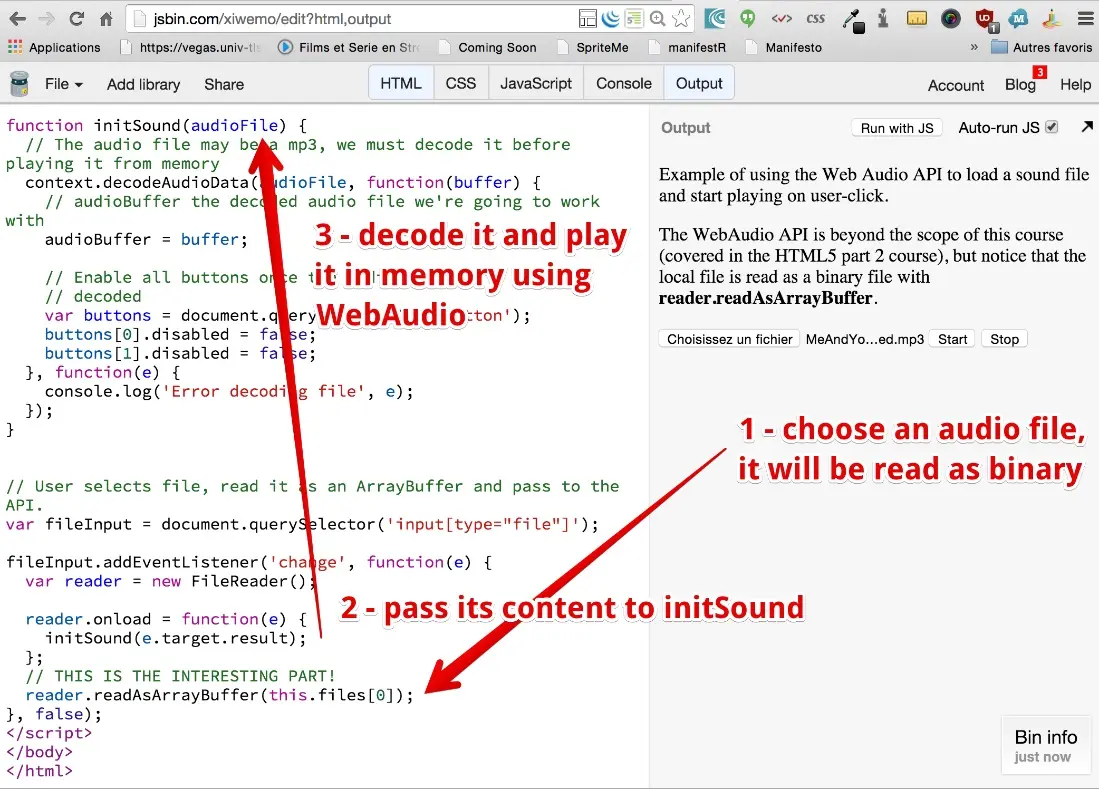 jsbin.com/xiwemo/edit?html,output
Applications https://vegas.univ-tls Films et Serie en Stre Coming Soon SpriteMe manifestR Manifesto » Autres favoris
File Add library Share HTML CSS JavaScript Console Output Account Blog 3 Help
function initSound(audioFile) {
// The audio file may be a mp3, we must decode it before
playing it from memory
context.decodeAudioData(audioFile, function(buffer) {
// audioBuffer the decoded audio file we're going to work
with
audioBuffer = buffer;
// Enable all buttons once
// decoded
var buttons = document. ');
buttons[0].disabled = false;
buttons[1].disabled = false;
}, function(e) {
console.log('Error decoding file', e);
});
}
// User selects file, read it as an ArrayBuffer and pass to the
API.
var fileInput = document.querySelector('input[type="file"]');
fileInput.addEventListener('change', function(e) {
var reader = new FileReader();
reader.onload = function(e) {
initSound(e.target.result);
};
// THIS IS THE INTERESTING PART!
reader.readAsArrayBuffer(this.files[0]);
}, false);
</script>
</body>
</html>
3 - decode it and play
it in memory using
WebAudio
2 - pass its content to initSound
1 - choose an audio file,
it will be read as binary
Output Run with JS Auto-run JS
Example of using the Web Audio API to load a sound file
and start playing on user-click.
The WebAudio API is beyond the scope of this course
(covered in the HTML5 part 2 course), but notice that the
local file is read as a binary file with
reader.readAsArrayBuffer.
Choisissez un fichier MeAndYo...ed.mp3 Start Stop
Bin info
just now